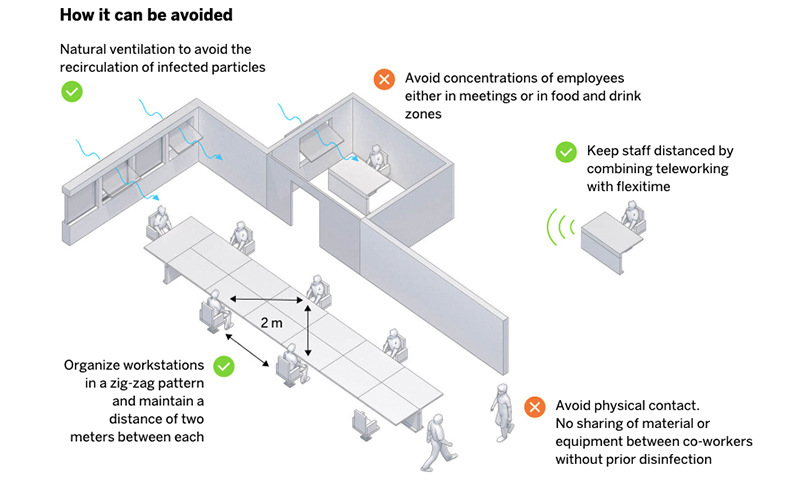 How it can be avoided
Natural ventilation to avoid the
recirculation of infected particles
Avoid concentrations of employees
either in meetings or in food and drink
zones
Keep staff distanced by
combining teleworking
with flexitime
2 m
Organize workstations
in a zig-zag pattern
and maintain a
distance of two
meters between each
Avoid physical contact.
No sharing of material or
equipment between co-workers
without prior disinfection